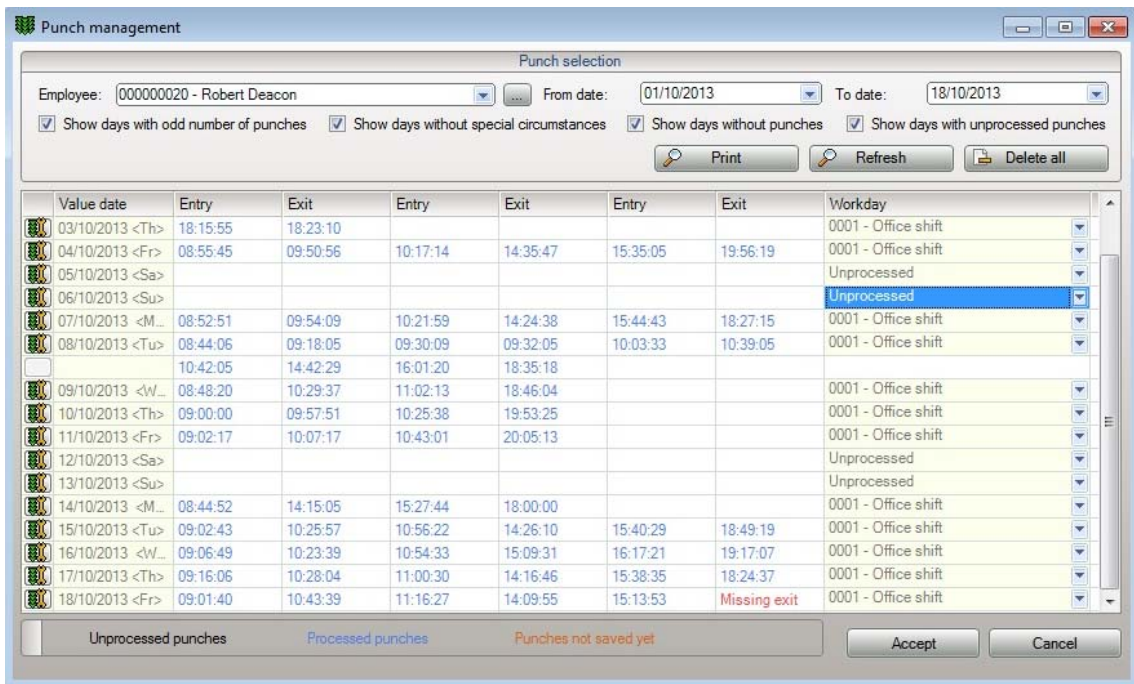 Punch management
Punch selection
Employee: 000000020 - Robert Deacon ... From date: 01/10/2013 To date: 18/10/2013
Show days with odd number of punches Show days without special circumstances Show days without punches Show days with unprocessed punches
Print Refresh Delete all
Value date Entry Exit Entry Exit Entry Exit Workday
03/10/2013 <Th> 18:15:55 18:23:10 0001 - Office shift
04/10/2013 <Fr> 08:55:45 09:50:56 10:17:14 14:35:47 15:35:05 19:56:19 0001 - Office shift
05/10/2013 <Sa> Unprocessed
06/10/2013 <Su> Unprocessed
07/10/2013 <M... 08:52:51 09:54:09 10:21:59 14:24:38 15:44:43 18:27:15 0001 - Office shift
08/10/2013 <Tu> 08:44:06 09:18:05 09:30:09 09:32:05 10:03:33 10:39:05 0001 - Office shift
10:42:05 14:42:29 16:01:20 18:35:18
09/10/2013 <W... 08:48:20 10:29:37 11:02:13 18:46:04 0001 - Office shift
10/10/2013 <Th> 09:00:00 09:57:51 10:25:38 19:53:25 0001 - Office shift
11/10/2013 <Fr> 09:02:17 10:07:17 10:43:01 20:05:13 0001 - Office shift
12/10/2013 <Sa> Unprocessed
13/10/2013 <Su> Unprocessed
14/10/2013 <M... 08:44:52 14:15:05 15:27:44 18:00:00 0001 - Office shift
15/10/2013 <Tu> 09:02:43 10:25:57 10:56:22 14:26:10 15:40:29 18:49:19 0001 - Office shift
16/10/2013 <W... 09:06:49 10:23:39 10:54:33 15:09:31 16:17:21 19:17:07 0001 - Office shift
17/10/2013 <Th> 09:16:06 10:28:04 11:00:30 14:16:46 15:38:35 18:24:37 0001 - Office shift
18/10/2013 <Fr> 09:01:40 10:43:39 11:16:27 14:09:55 15:13:53 Missing exit 0001 - Office shift
Unprocessed punches Processed punches Punches not saved yet Accept Cancel